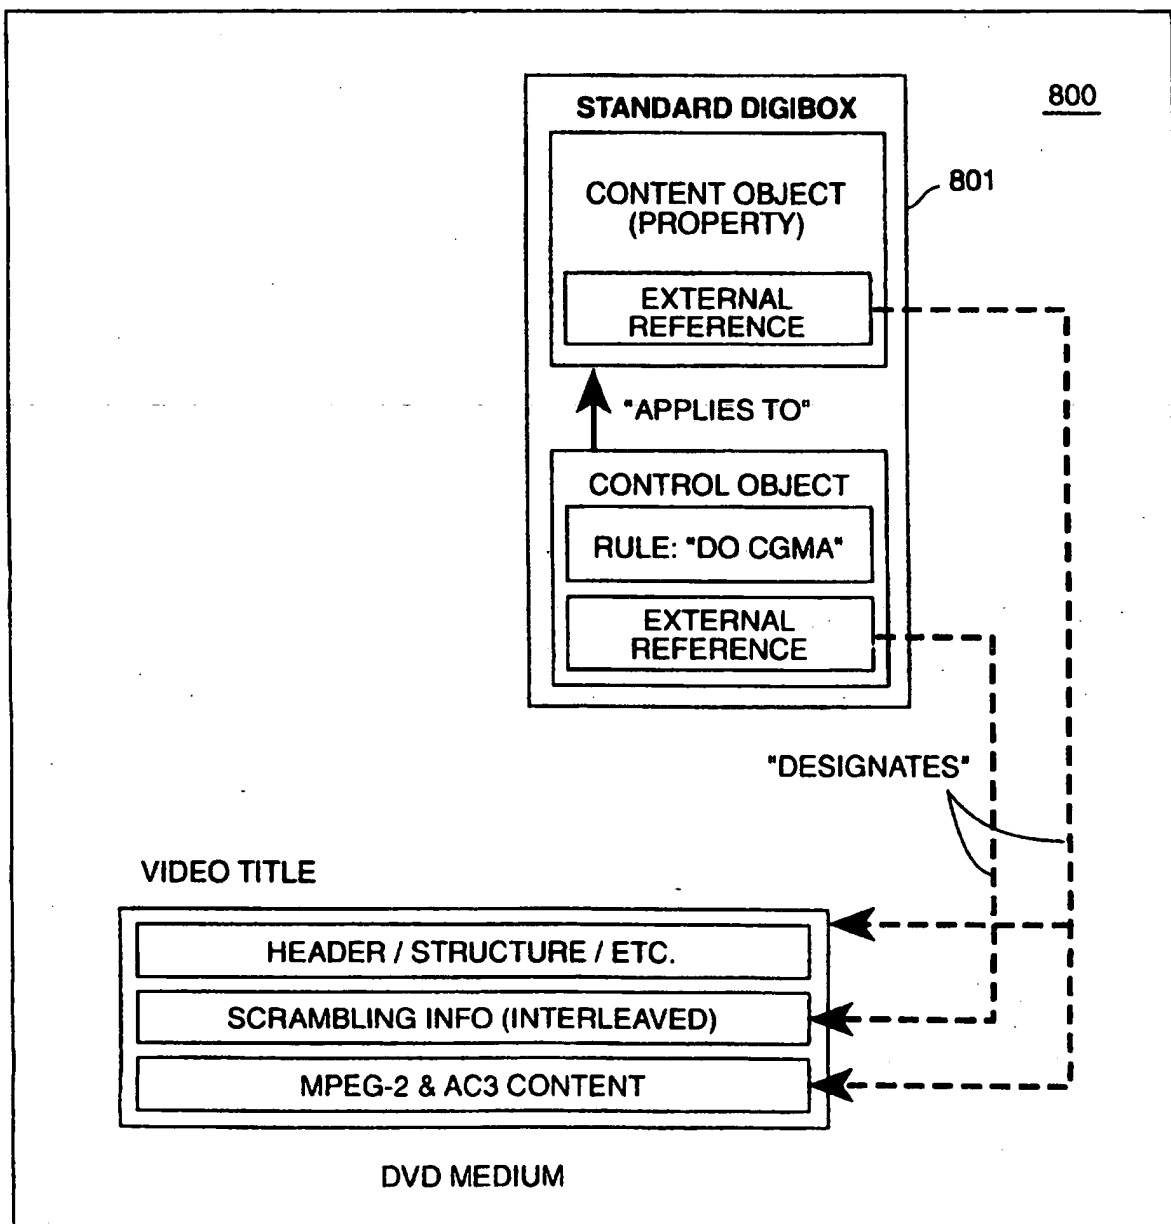 800
STANDARD DIGIBOX
801
CONTENT OBJECT
(PROPERTY)
EXTERNAL
REFERENCE
"APPLIES TO"
CONTROL OBJECT
RULE: "DO CGMA"
EXTERNAL
REFERENCE
"DESIGNATES"
VIDEO TITLE
HEADER / STRUCTURE / ETC.
SCRAMBLING INFO (INTERLEAVED)
MPEG-2 & AC3 CONTENT
DVD MEDIUM